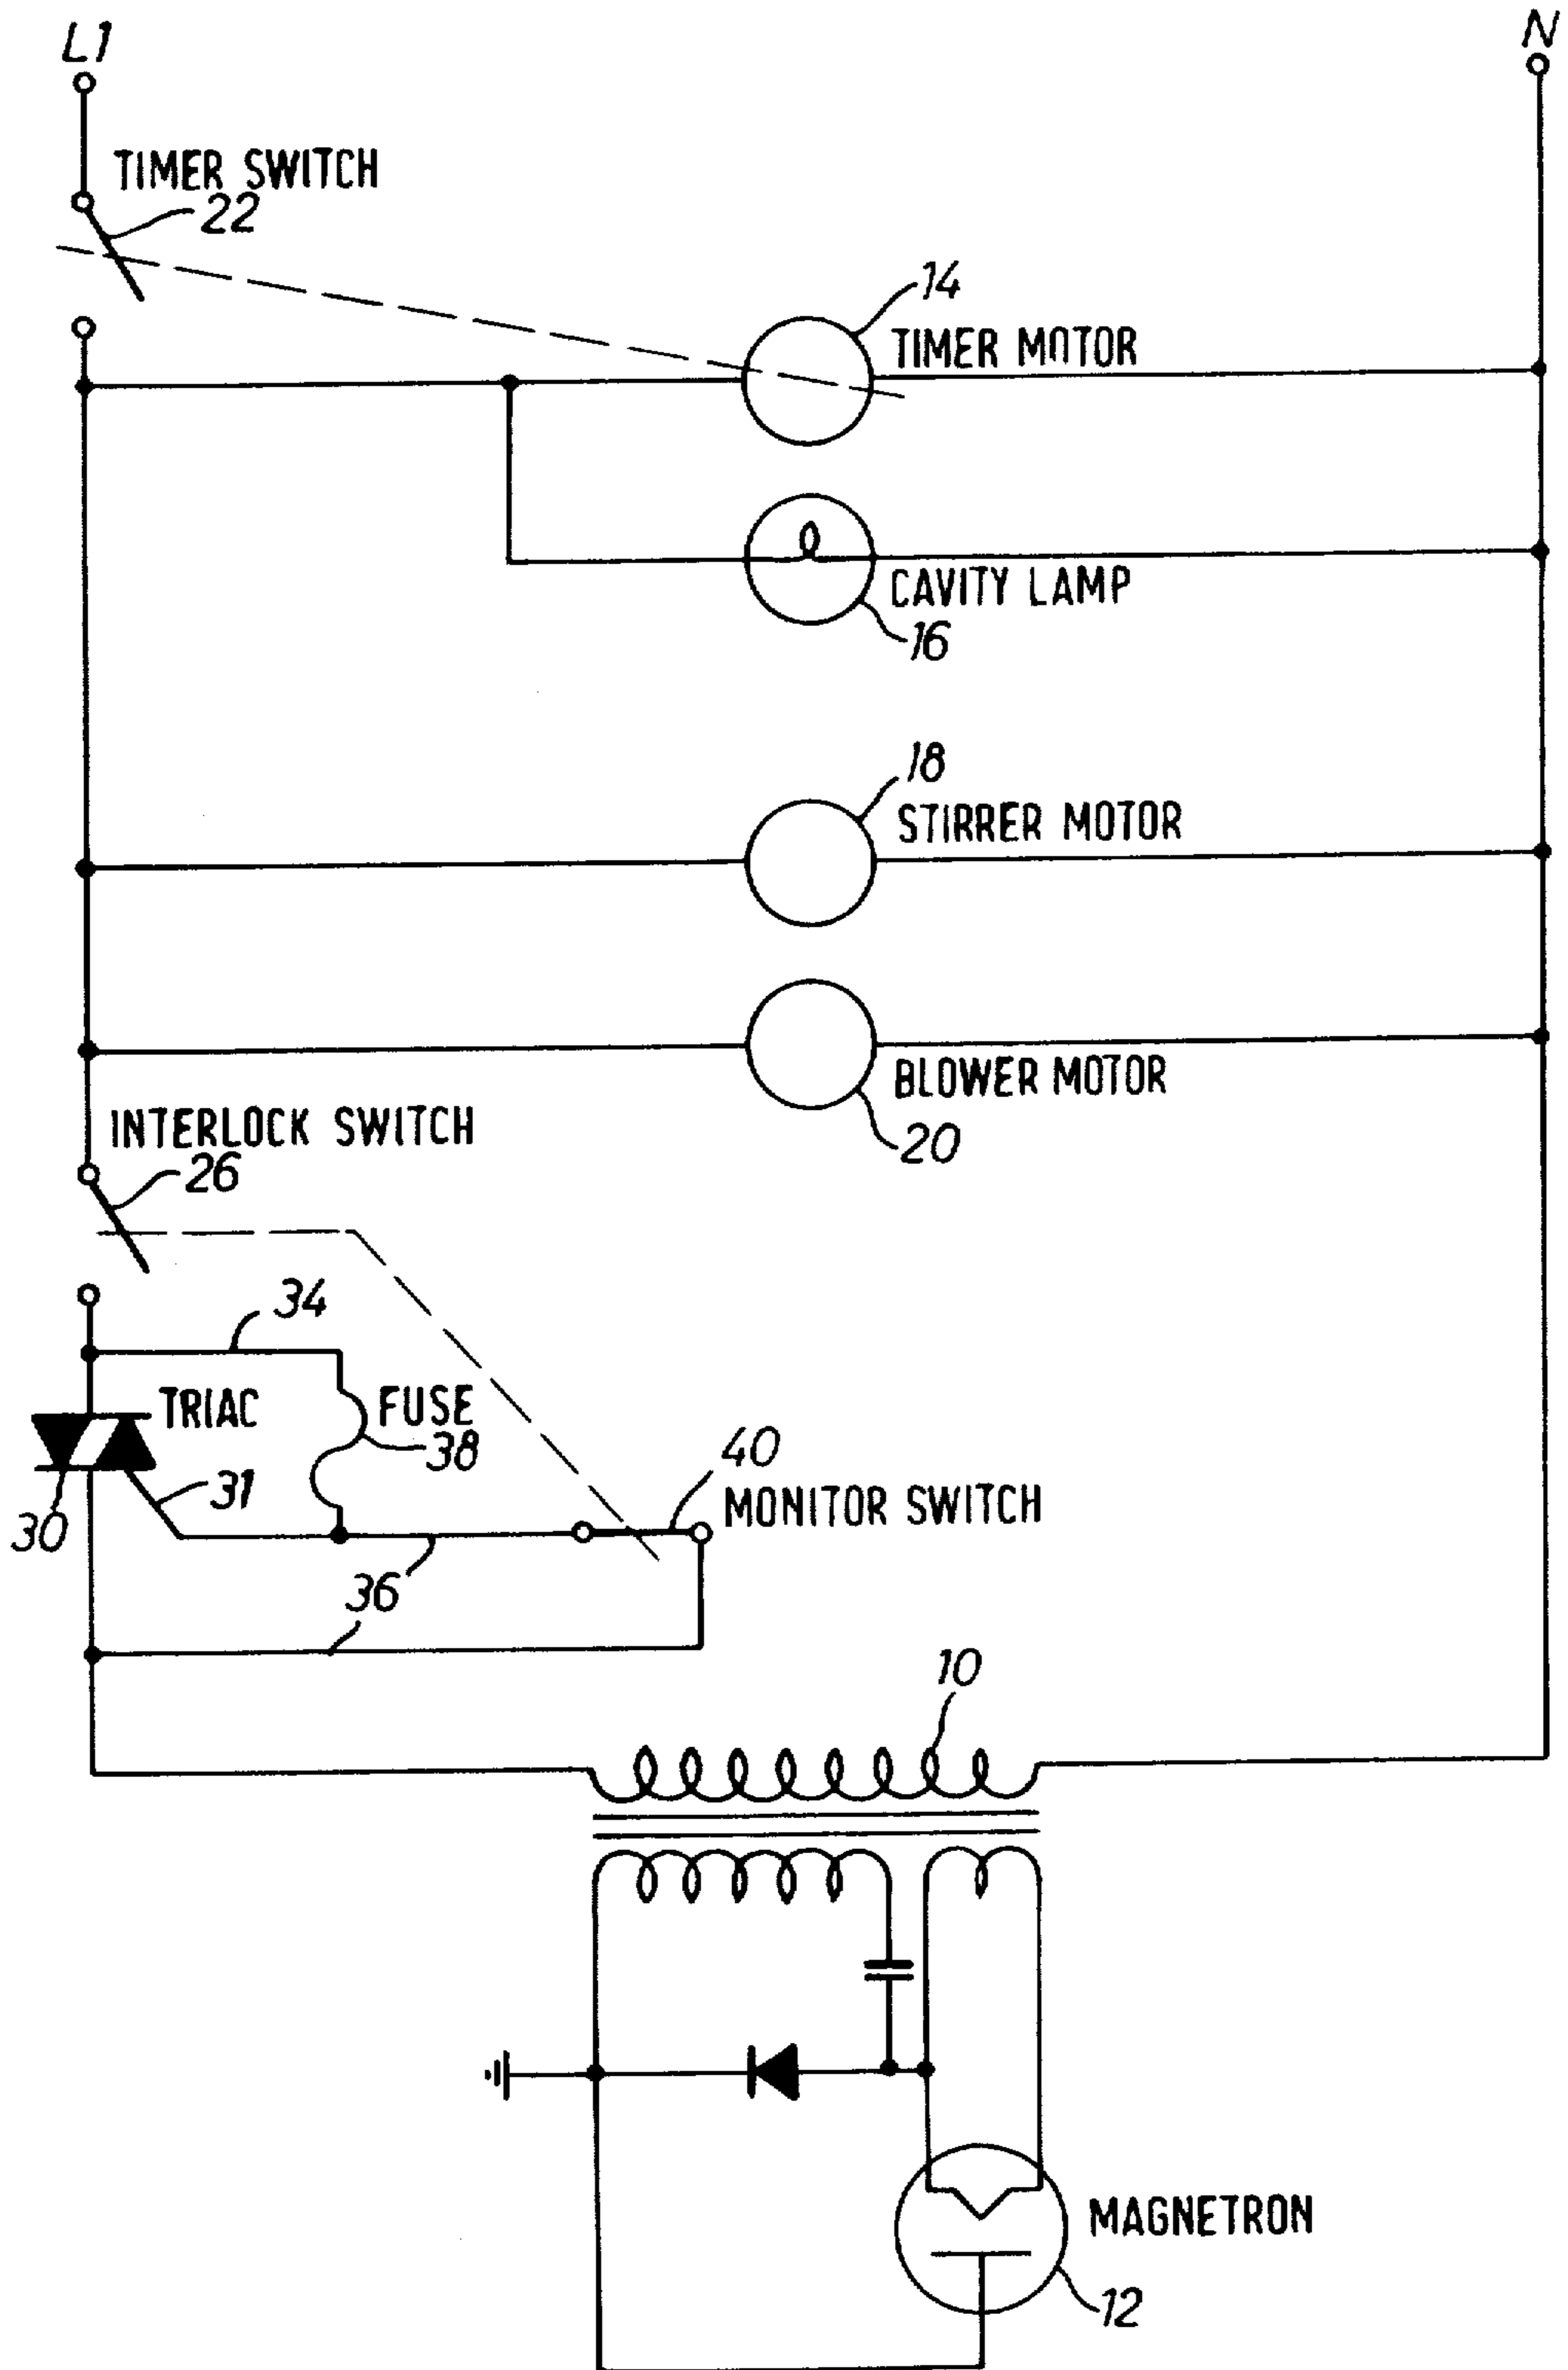 L1
N
TIMER SWITCH
22
14
TIMER MOTOR
CAVITY LAMP
16
18
STIRRER MOTOR
BLOWER MOTOR
20
INTERLOCK SWITCH
26
34
TRIAC
FUSE
38
31
30
40
MONITOR SWITCH
36
10
MAGNETRON
12